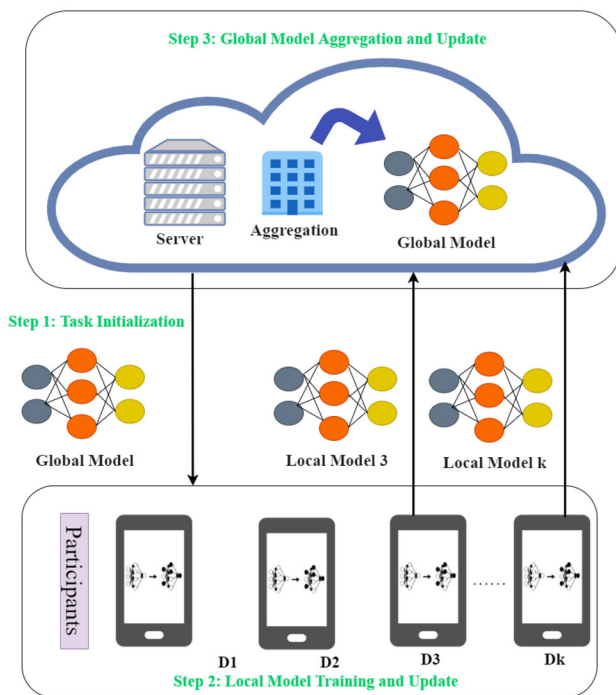 Step 3: Global Model Aggregation and Update
Server
Aggregation
Global Model
Step 1: Task Initialization
Global Model
Local Model 3
Local Model k
Participants
......
D1
D2
D3
Dk
Step 2: Local Model Training and Update